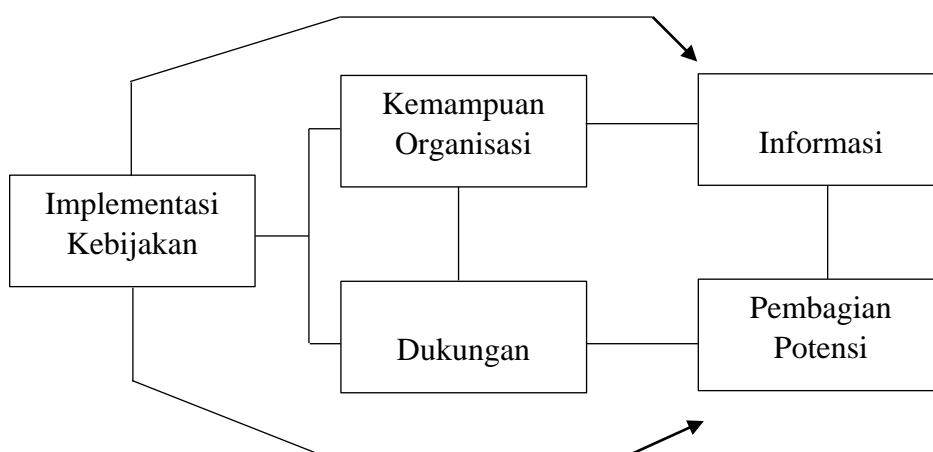 Kemampuan
Organisasi
Informasi
Implementasi
Kebijakan
Dukungan
Pembagian
Potensi